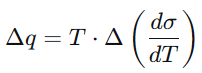 Δq = T · Δ (dσ/dT)